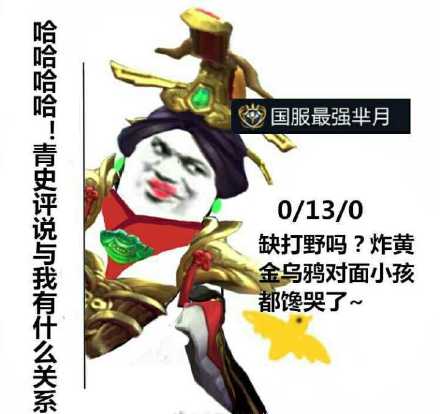 哈哈哈哈！青史评说与我有什么关系
国服最强芈月
0/13/0
缺打野吗？炸黄
金乌鸦对面小孩
都馋哭了~